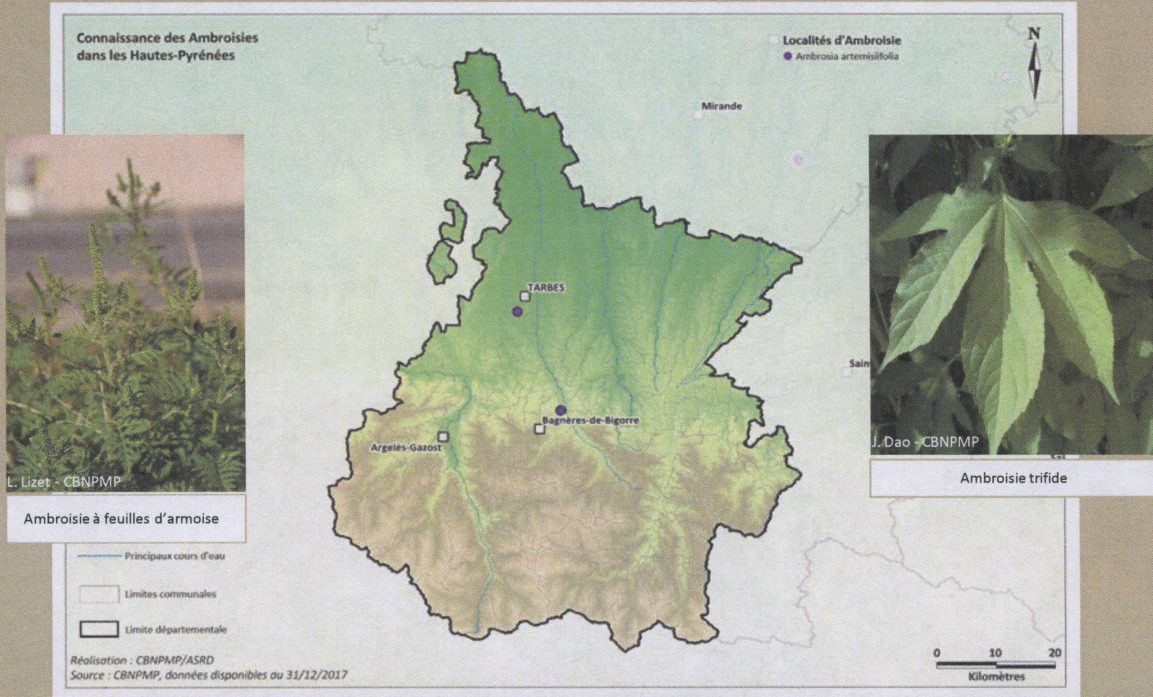 Connaissance des Ambroisies
dans les Hautes-Pyrénées
Localités d'Ambroisie
Ambrosia artemisiifolia
N
Mirande
TARBES
Bagnères-de-Bigorre
Argelès-Gazost
L. Lizet - CBNPMP
Ambroisie à feuilles d'armoise
J. Dao - CBNPMP
Ambroisie trifide
Principaux cours d'eau
Limites communales
Limite départementale
Réalisation : CBNPMP/ASRD
Source : CBNPMP, données disponibles au 31/12/2017
0 10 20
Kilomètres